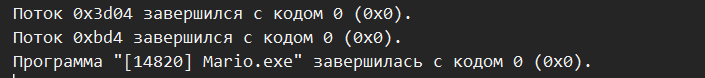 Поток 0x3d04 завершился с кодом 0 (0x0).
Поток 0xbd4 завершился с кодом 0 (0x0).
Программа "[14820] Mario.exe" завершилась с кодом 0 (0x0).